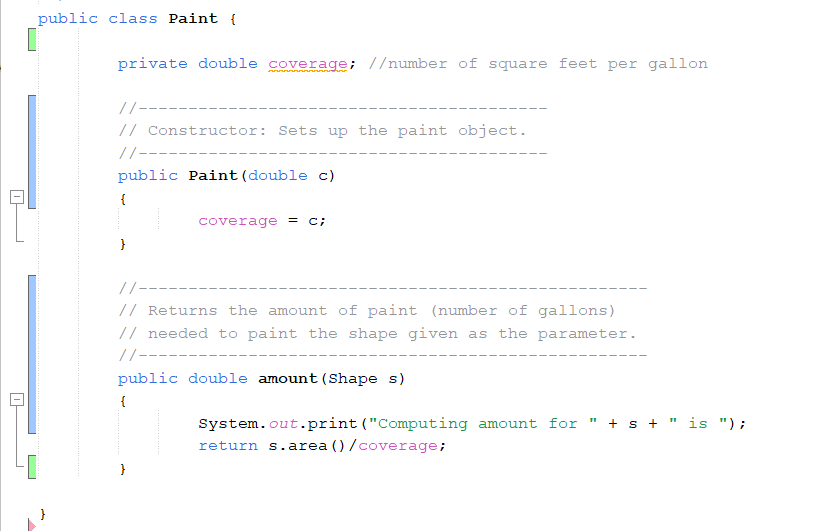 public class Paint {
private double coverage; //number of square feet per gallon
//-----------------------------------------
// Constructor: Sets up the paint object.
//-----------------------------------------
public Paint(double c)
{
coverage = c;
}
//---------------------------------------------------
// Returns the amount of paint (number of gallons)
// needed to paint the shape given as the parameter.
//---------------------------------------------------
public double amount(Shape s)
{
System.out.print("Computing amount for " + s + " is ");
return s.area()/coverage;
}
}